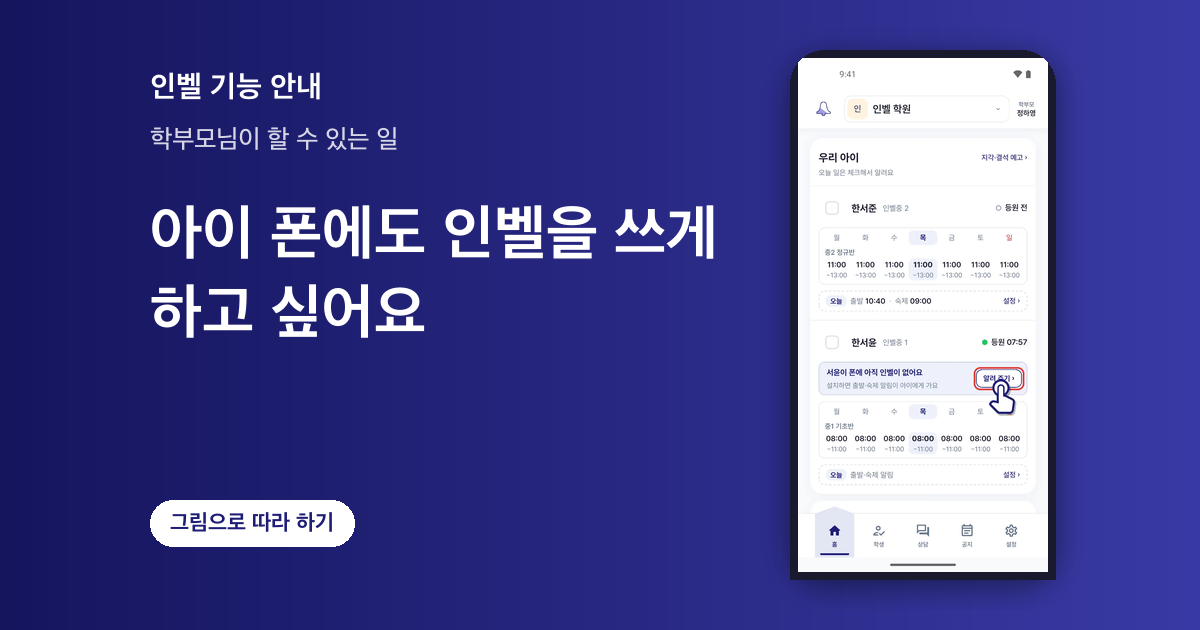 인벨 기능 안내
학부모님이 할 수 있는 일
아이 폰에도 인벨을 쓰게
하고 싶어요
그림으로 따라 하기
9:41
인 인벨 학원
학부모
정하영
우리 아이 지각·결석 예고 ›
오늘 일은 체크해서 알려요
한서준 인벨중 2 등원 전
월 화 수 목 금 토 일
중2 정규반
11:00 11:00 11:00 11:00 11:00 11:00 11:00
~13:00 ~13:00 ~13:00 ~13:00 ~13:00 ~13:00 ~13:00
오늘 출발 10:40 · 숙제 09:00 설정 ›
한서윤 인벨중 1 등원 07:57
서윤이 폰에 아직 인벨이 없어요
설치하면 출발·숙제 알림이 아이에게 가요
알려 주기 ›
월 화 수 목 금 토
중1 기초반
08:00 08:00 08:00 08:00 08:00 08:00 08:00
~11:00 ~11:00 ~11:00 ~11:00 ~11:00 ~11:00 ~11:00
오늘 출발·숙제 알림 설정 ›
홈 학생 상담 공지 설정